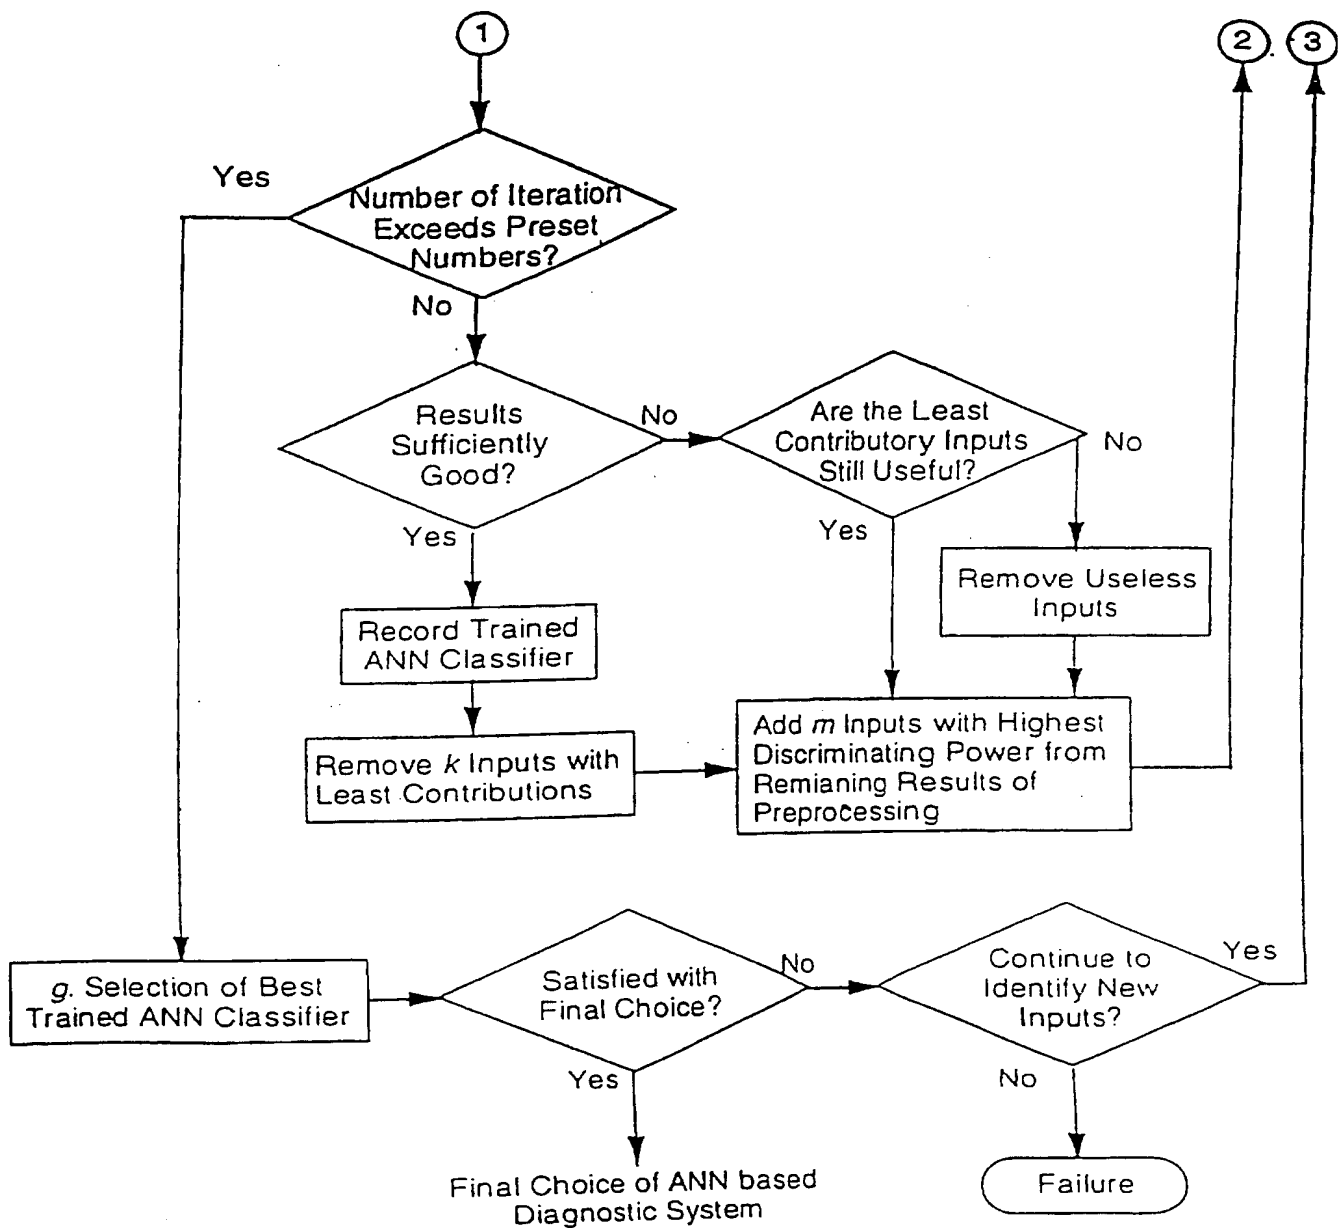 1
2
3
Yes
Number of Iteration
Exceeds Preset
Numbers?
No
Results
Sufficiently
Good?
No
Are the Least
Contributory Inputs
Still Useful?
No
Yes
Yes
Remove Useless
Inputs
Record Trained
ANN Classifier
Remove k Inputs with
Least Contributions
Add m Inputs with Highest
Discriminating Power from
Remianing Results of
Preprocessing
g. Selection of Best
Trained ANN Classifier
Satisfied with
Final Choice?
No
Continue to
Identify New
Inputs?
Yes
Yes
No
Final Choice of ANN based
Diagnostic System
Failure